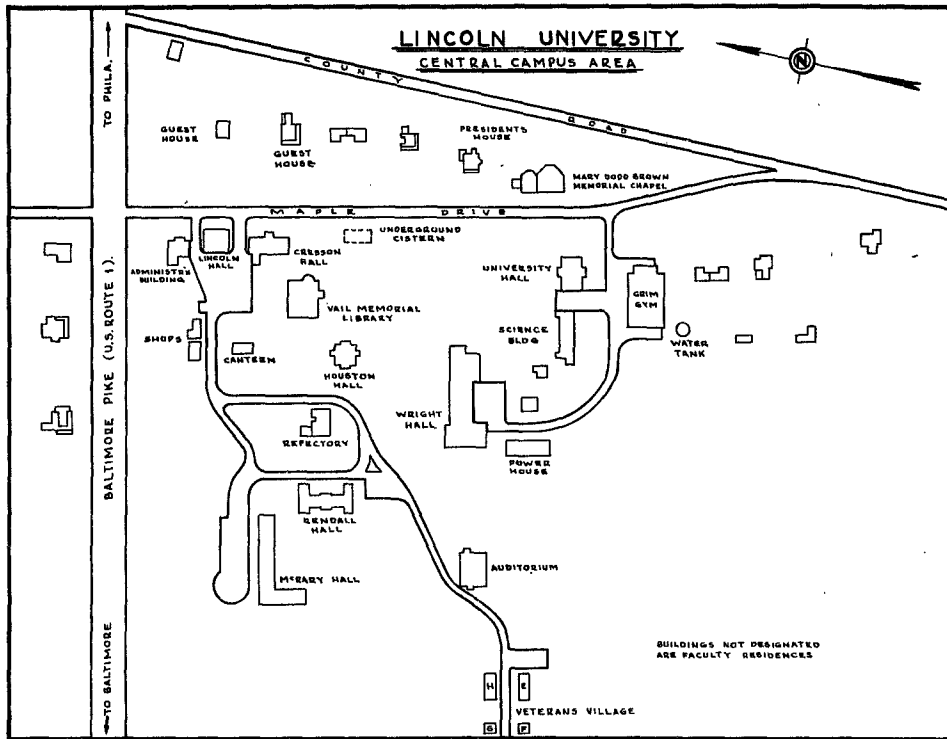 LINCOLN UNIVERSITY
CENTRAL CAMPUS AREA
N
TO PHILA.
COUNTY ROAD
GUEST
HOUSE
GUEST
HOUSE
PRESIDENTS
HOUSE
MARY DODD BROWN
MEMORIAL CHAPEL
MAPLE DRIVE
UNDERGROUND
CISTERN
ADMINISTR'N
BUILDING
LINCOLN
HALL
CRESSON
HALL
UNIVERSITY
HALL
GRIM
GYM
VAIL MEMORIAL
LIBRARY
SHOPS
SCIENCE
BLDG
WATER
TANK
CANTEEN
HOUSTON
HALL
BALTIMORE PIKE (U.S. ROUTE 1).
WRIGHT
HALL
REFECTORY
POWER
HOUSE
RENDALL
HALL
McCRARY HALL
AUDITORIUM
TO BALTIMORE
BUILDINGS NOT DESIGNATED
ARE FACULTY RESIDENCES
H E
VETERANS VILLAGE
G F